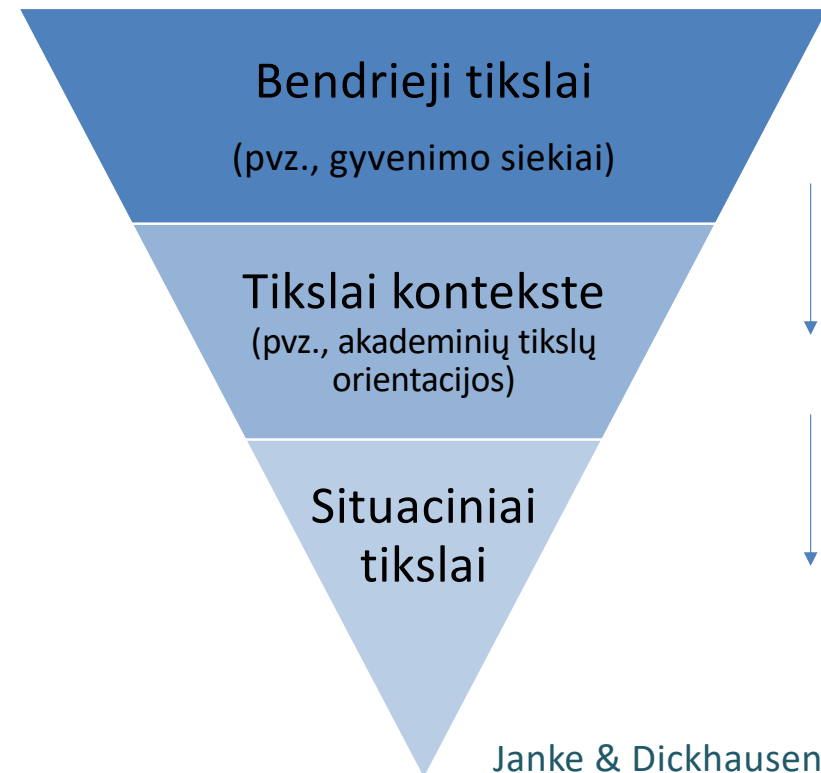 Bendrieji tikslai
(pvz., gyvenimo siekiai)
Tikslai kontekste
(pvz., akademinių tikslų
orientacijos)
Situaciniai
tikslai
Janke & Dickhausen